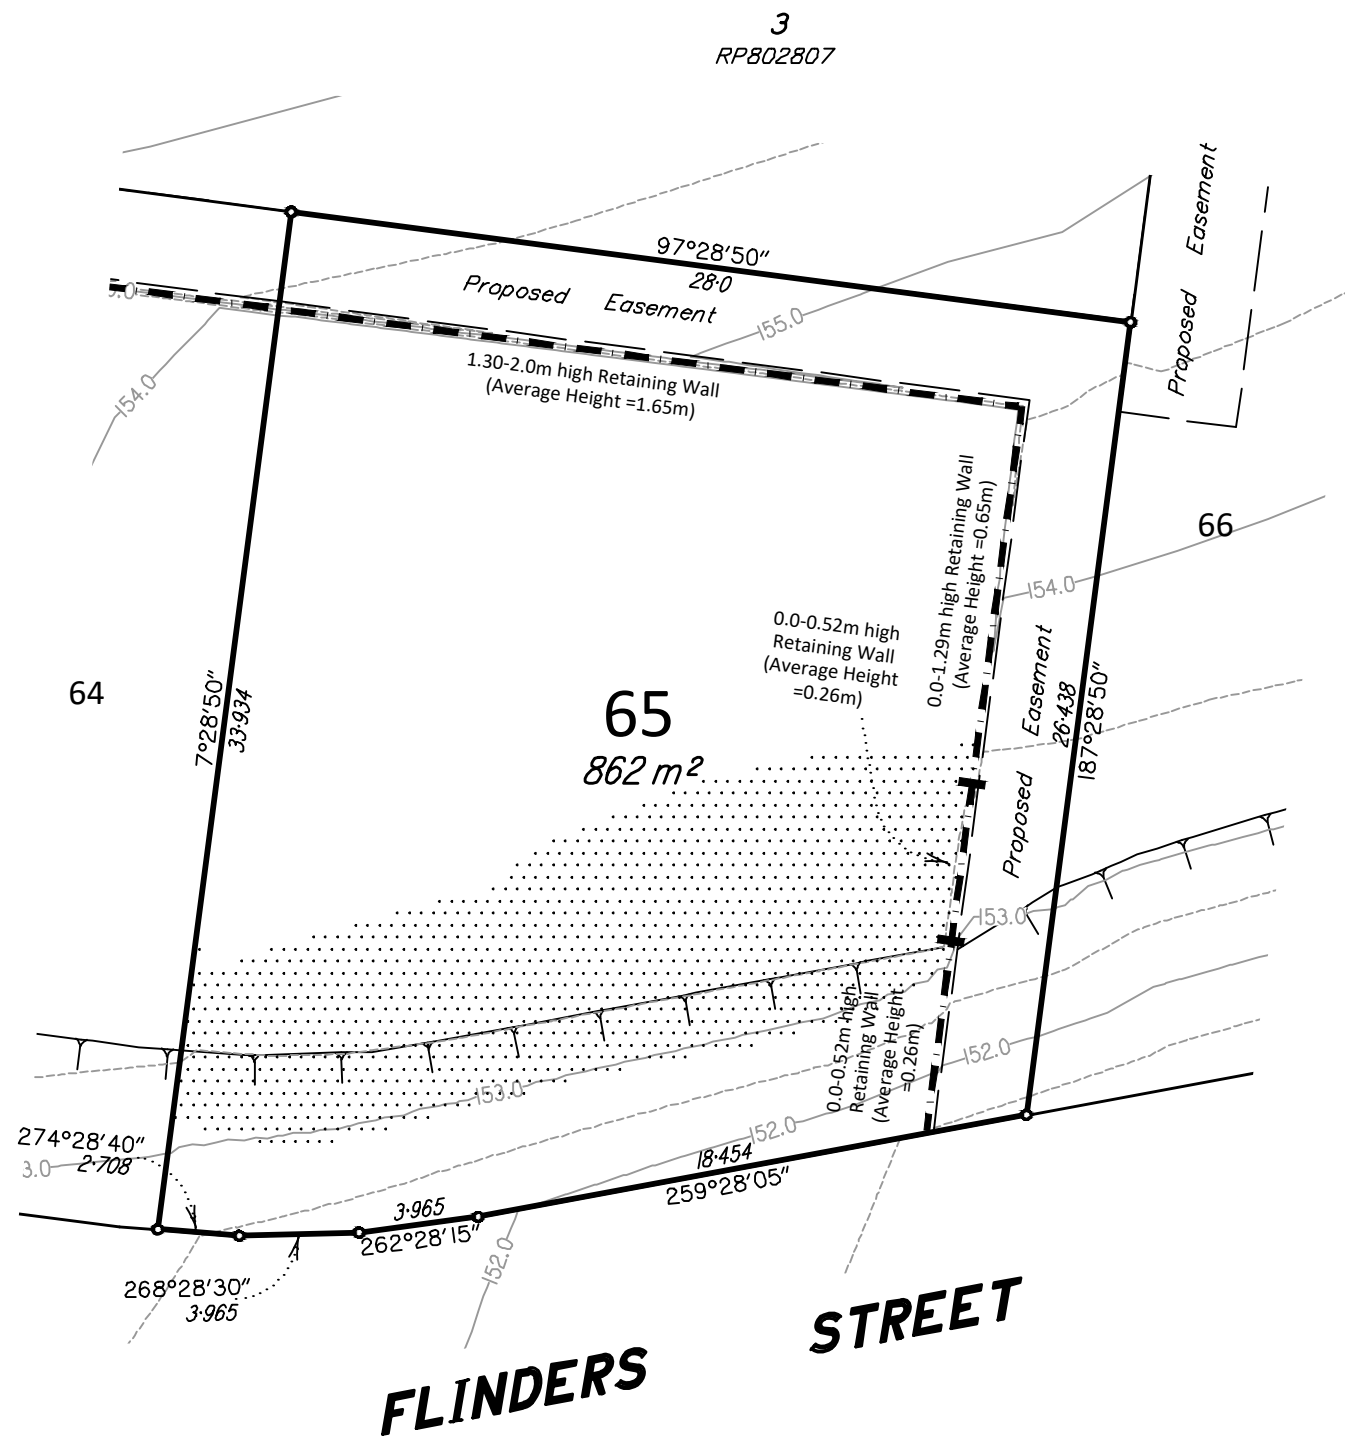 3
RP802807
97°28'50"
28·0
Proposed Easement
Proposed Easement
155.0
1.30-2.0m high Retaining Wall
(Average Height =1.65m)
154.0
0.0-1.29m high Retaining Wall
(Average Height =0.65m)
66
154.0
0.0-0.52m high
Retaining Wall
(Average Height
=0.26m)
64
7°28'50"
33·934
65
862 m²
Proposed Easement
26·438
187°28'50"
153.0
0.0-0.52m high
Retaining Wall
(Average Height
=0.26m)
152.0
153.0
152.0
274°28'40"
2·708
3.0
18·454
259°28'05"
3·965
262°28'15"
152.0
268°28'30"
3·965
FLINDERS STREET